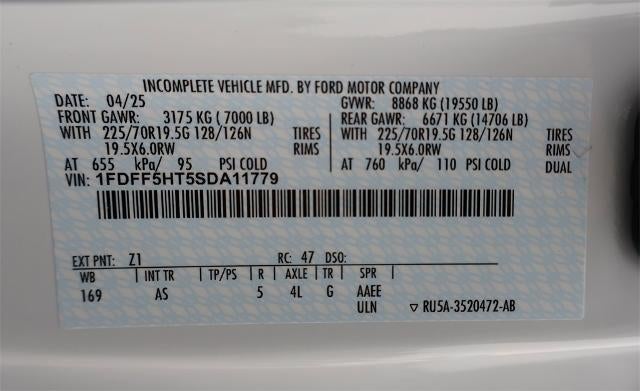 INCOMPLETE VEHICLE MFD. BY FORD MOTOR COMPANY
DATE: 04/25 GVWR: 8868 KG (19550 LB)
FRONT GAWR: 3175 KG ( 7000 LB) REAR GAWR: 6671 KG (14706 LB)
WITH 225/70R19.5G 128/126N TIRES WITH 225/70R19.5G 128/126N TIRES
19.5X6.0RW RIMS 19.5X6.0RW RIMS
AT 655 kPa/ 95 PSI COLD AT 760 kPa/ 110 PSI COLD DUAL
VIN: 1FDFF5HT5SDA11779
EXT PNT: Z1 RC: 47 DSO:
WB INT TR TP/PS R AXLE TR SPR
169 AS 5 4L G AAEE
ULN ▽ RU5A-3520472-AB